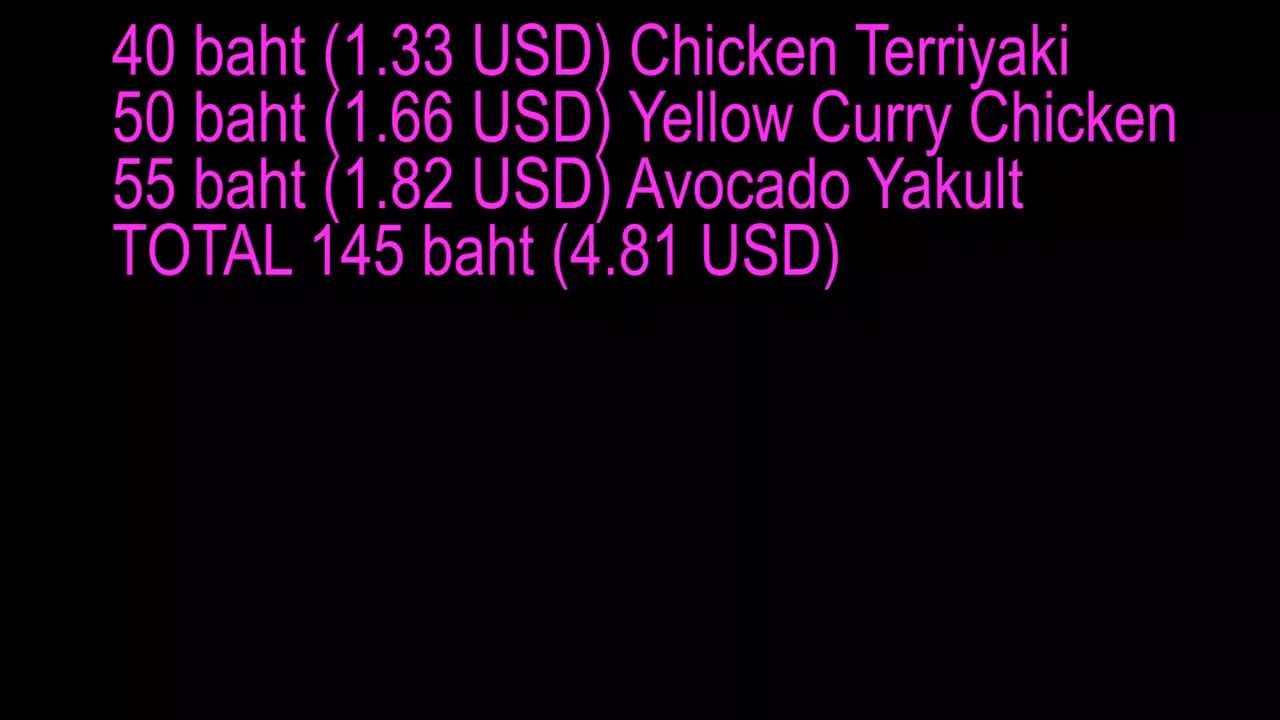 40 baht (1.33 USD) Chicken Terriyaki
50 baht (1.66 USD) Yellow Curry Chicken
55 baht (1.82 USD) Avocado Yakult
TOTAL 145 baht (4.81 USD)